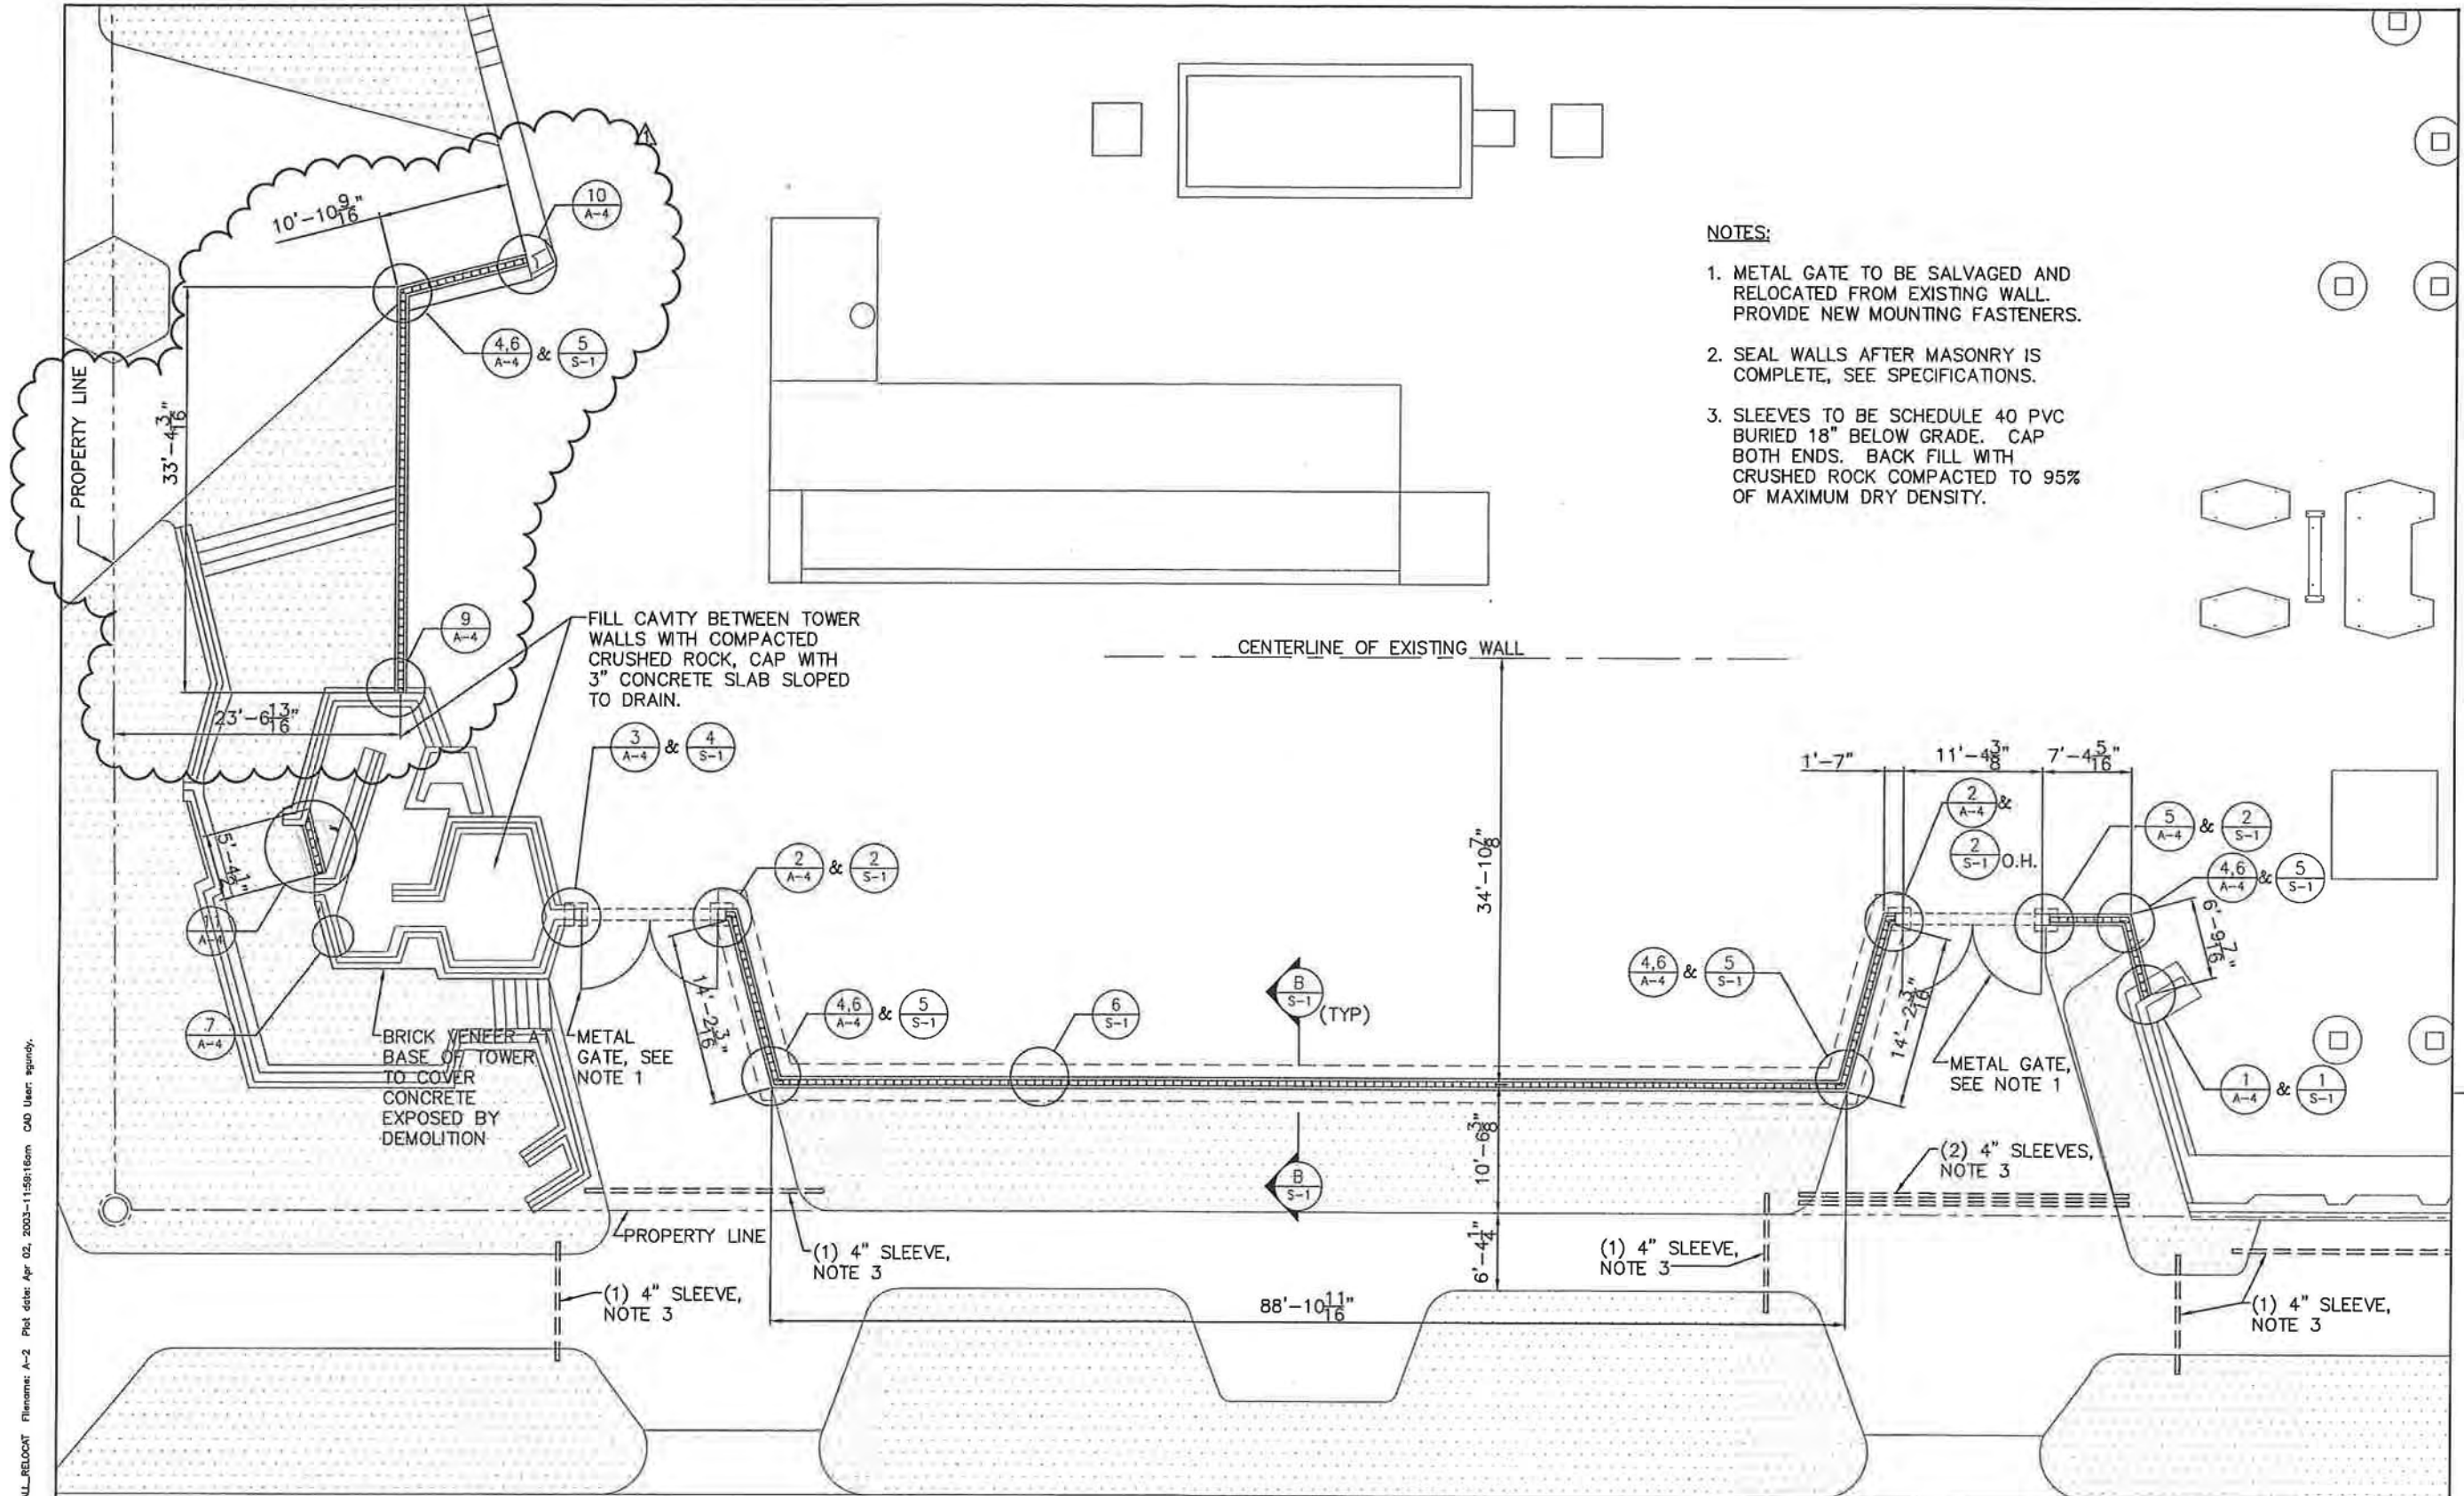 1
10'-10 9/16"
10
A-4
4,6
A-4
&
5
S-1
PROPERTY LINE
33'-4 3/16"
9
A-4
23'-6 13/16"
FILL CAVITY BETWEEN TOWER
WALLS WITH COMPACTED
CRUSHED ROCK, CAP WITH
3" CONCRETE SLAB SLOPED
TO DRAIN.
NOTES:
1. METAL GATE TO BE SALVAGED AND
RELOCATED FROM EXISTING WALL.
PROVIDE NEW MOUNTING FASTENERS.
2. SEAL WALLS AFTER MASONRY IS
COMPLETE, SEE SPECIFICATIONS.
3. SLEEVES TO BE SCHEDULE 40 PVC
BURIED 18" BELOW GRADE. CAP
BOTH ENDS. BACK FILL WITH
CRUSHED ROCK COMPACTED TO 95%
OF MAXIMUM DRY DENSITY.
CENTERLINE OF EXISTING WALL
3
A-4
&
4
S-1
2
A-4
&
2
S-1
5'-4 1/2"
11
A-4
7
A-4
BRICK VENEER AT
BASE OF TOWER
TO COVER
CONCRETE
EXPOSED BY
DEMOLITION
METAL
GATE, SEE
NOTE 1
14'-2 3/16"
4,6
A-4
&
5
S-1
6
S-1
B
S-1
(TYP)
B
S-1
34'-10 7/8"
10'-6 3/8"
6'-4 1/4"
88'-10 11/16"
1'-7"
11'-4 3/8"
7'-4 5/16"
2
A-4
&
2
S-1
O.H.
5
A-4
&
2
S-1
4,6
A-4
&
5
S-1
6'-9 7/16"
4,6
A-4
&
5
S-1
14'-2 3/16"
METAL GATE,
SEE NOTE 1
1
A-4
&
1
S-1
(2) 4" SLEEVES,
NOTE 3
PROPERTY LINE
(1) 4" SLEEVE,
NOTE 3
(1) 4" SLEEVE,
NOTE 3
(1) 4" SLEEVE,
NOTE 3
(1) 4" SLEEVE,
NOTE 3
RELOCAT Filename: A-2 Plot date: Apr 02, 2003-11:59:16am CAD User: